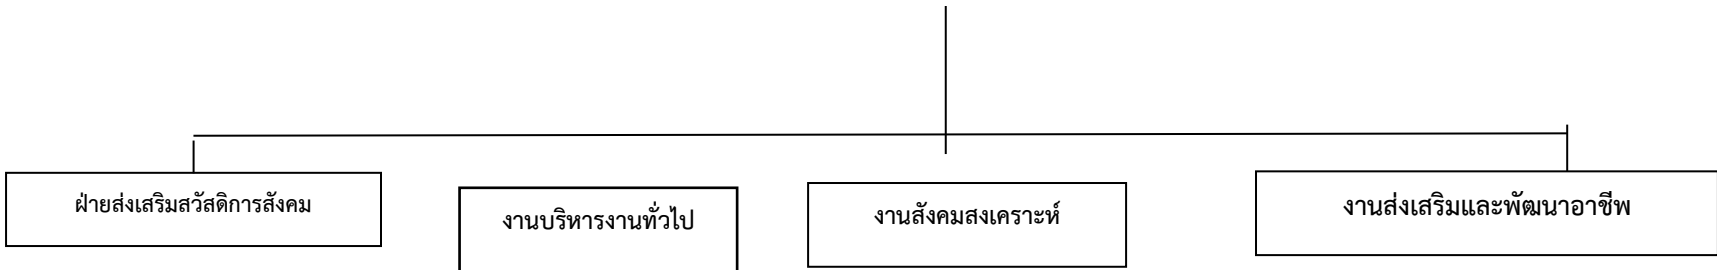 ฝ่ายส่งเสริมสวัสดิการสังคม
งานบริหารงานทั่วไป
งานสังคมสงเคราะห์
งานส่งเสริมและพัฒนาอาชีพ